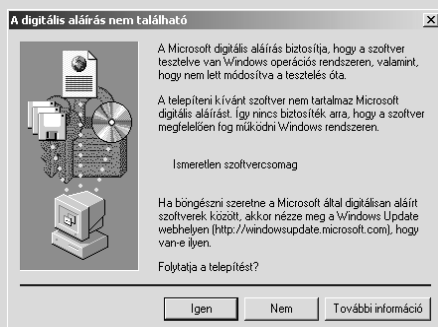 A digitális aláírás nem található
A Microsoft digitális aláírás biztosítja, hogy a szoftver
tesztelve van Windows operációs rendszeren, valamint,
hogy nem lett módosítva a tesztelés óta.
A telepíteni kívánt szoftver nem tartalmaz Microsoft
digitális aláírást. Így nincs biztosíték arra, hogy a szoftver
megfelelően fog működni Windows rendszeren.
Ismeretlen szoftvercsomag
Ha böngészni szeretne a Microsoft által digitálisan aláírt
szoftverek között, akkor nézze meg a Windows Update
webhelyen (http://windowsupdate.microsoft.com), hogy
van-e ilyen.
Folytatja a telepítést?
Igen Nem További információ